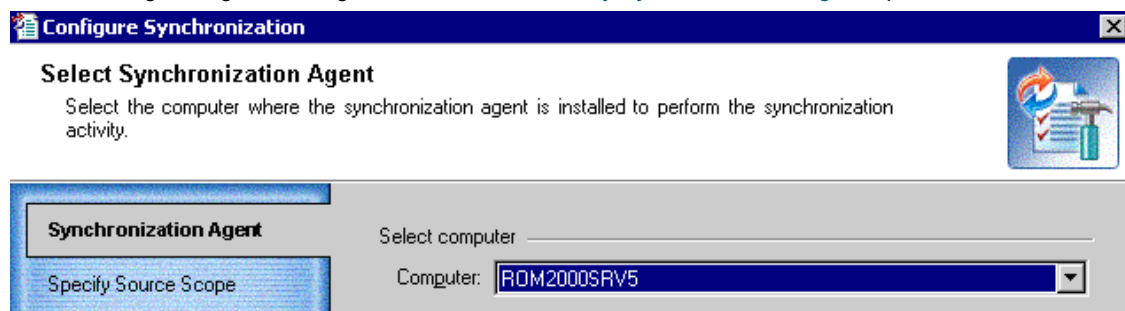 Configure Synchronization
Select Synchronization Agent
Select the computer where the synchronization agent is installed to perform the synchronization
activity.
Synchronization Agent
Select computer
Specify Source Scope
Computer: ROM2000SRV5